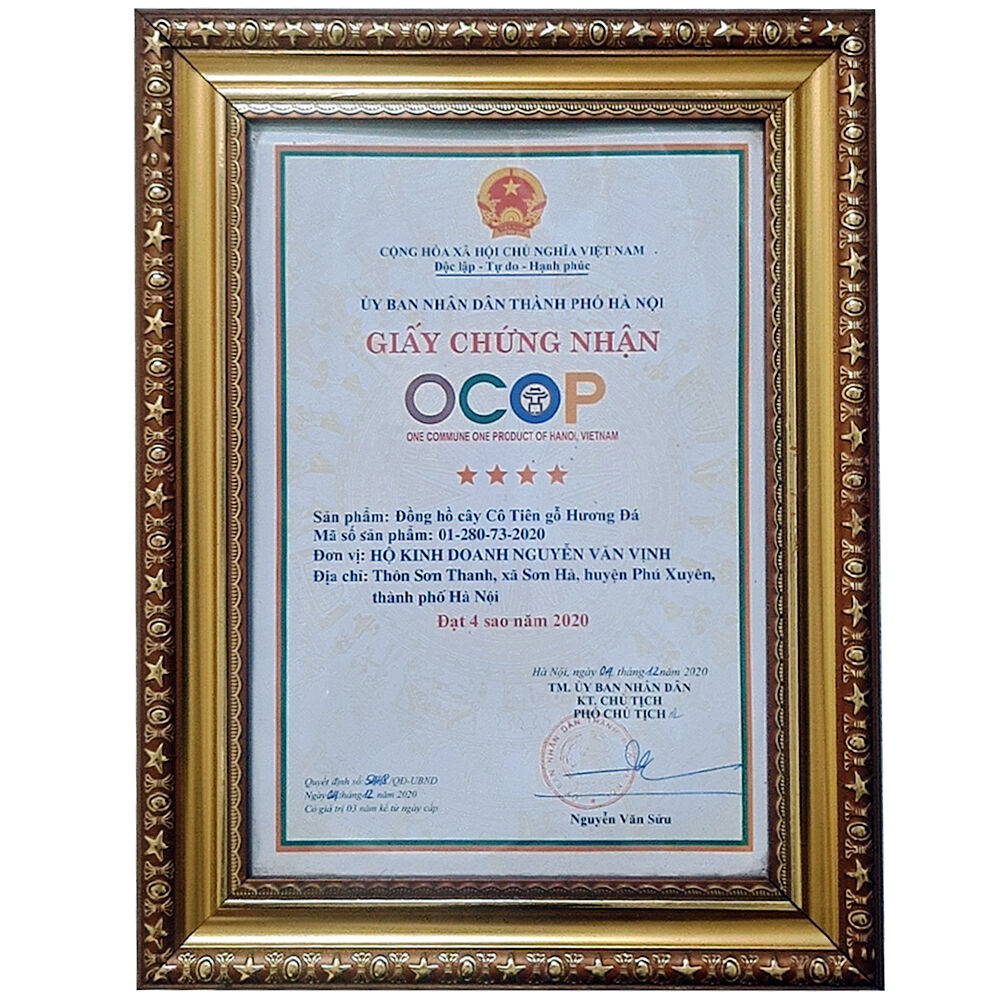 CỘNG HÒA XÃ HỘI CHỦ NGHĨA VIỆT NAM
Độc lập - Tự do - Hạnh phúc
ỦY BAN NHÂN DÂN THÀNH PHỐ HÀ NỘI
GIẤY CHỨNG NHẬN
OCOP
ONE COMMUNE ONE PRODUCT OF HANOI, VIETNAM
Sản phẩm: Đồng hồ cây Cô Tiên gỗ Hương Đá
Mã số sản phẩm: 01-280-73-2020
Đơn vị: HỘ KINH DOANH NGUYỄN VĂN VỊNH
Địa chỉ: Thôn Sơn Thanh, xã Sơn Hà, huyện Phú Xuyên,
thành phố Hà Nội
Đạt 4 sao năm 2020
Hà Nội, ngày tháng 12 năm 2020
TM. ỦY BAN NHÂN DÂN
KT. CHỦ TỊCH
PHÓ CHỦ TỊCH
Quyết định số: /QĐ-UBND
Ngày tháng 12 năm 2020
Có giá trị 03 năm kể từ ngày cấp
Nguyễn Văn Sửu